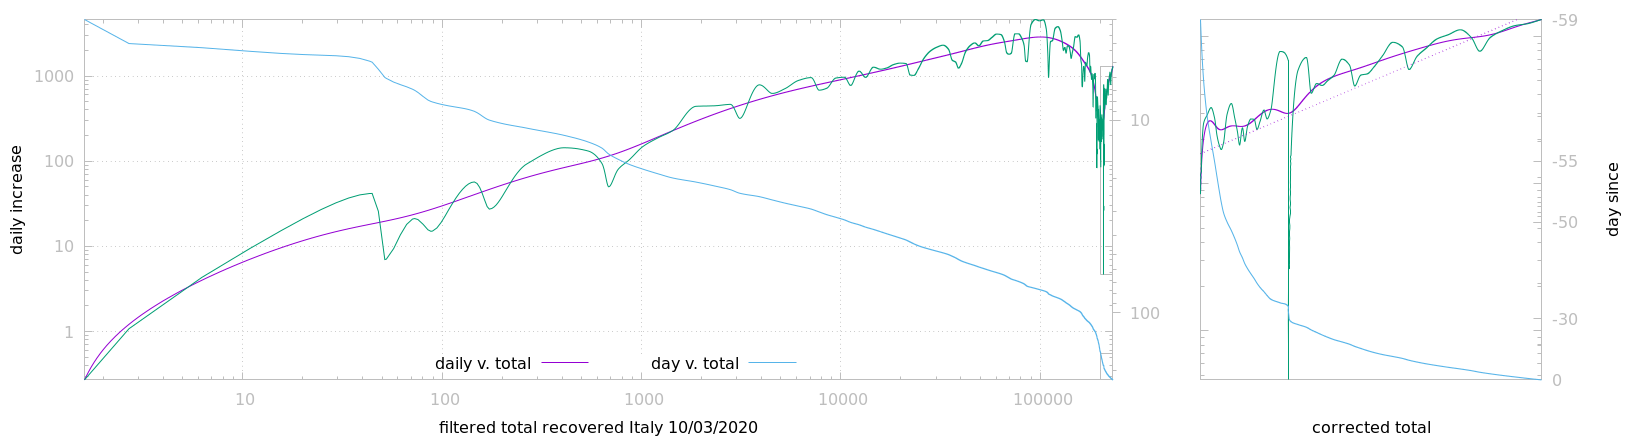 daily increase
1000
100
10
1
daily v. total
day v. total
10
100
1000
10000
100000
filtered total recovered Italy 10/03/2020
10
100
-59
-55
-50
-30
0
day since
corrected total